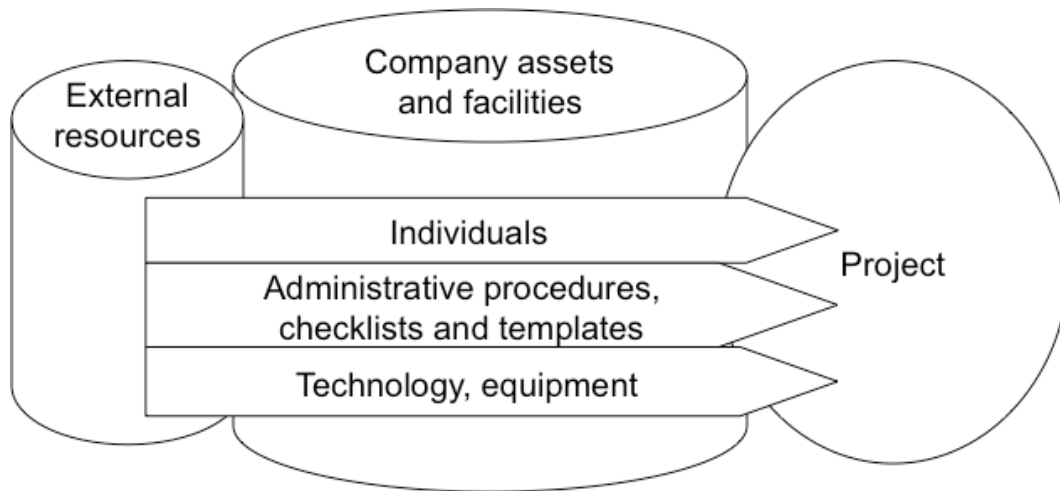 External
resources
Company assets
and facilities
Individuals
Administrative procedures,
checklists and templates
Technology, equipment
Project